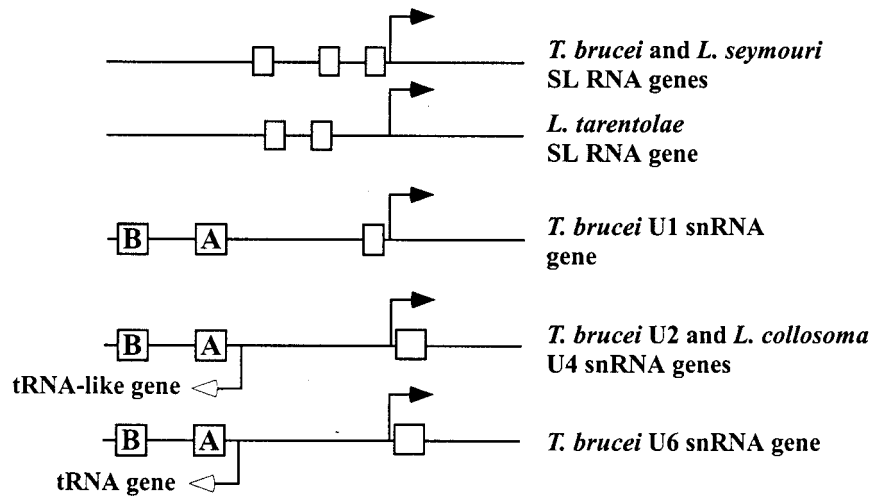 T. brucei and L. seymouri
SL RNA genes
L. tarentolae
SL RNA gene
B A
T. brucei U1 snRNA
gene
B A
T. brucei U2 and L. collosoma
U4 snRNA genes
tRNA-like gene
B A
T. brucei U6 snRNA gene
tRNA gene